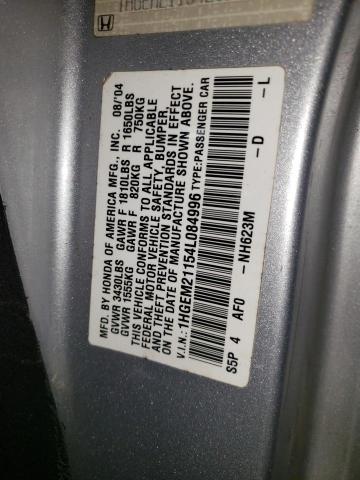 MFD. BY HONDA OF AMERICA MFG., INC. 08/'04
GVWR 3430LBS GAWR F 1810LBS R 1650LBS
GVWR 1555KG GAWR F 820KG R 750KG
THIS VEHICLE CONFORMS TO ALL APPLICABLE
FEDERAL MOTOR VEHICLE SAFETY, BUMPER,
AND THEFT PREVENTION STANDARDS IN EFFECT
ON THE DATE OF MANUFACTURE SHOWN ABOVE.
V.I.N.: 1HGEM21154L084996 TYPE:PASSENGER CAR
S5P 4 AF0 -NH623M -D -L